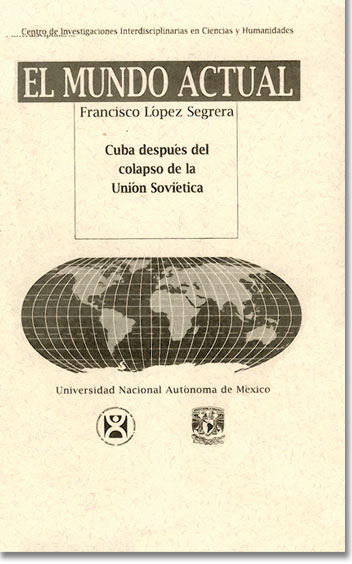 Centro de Investigaciones Interdisciplinarias en Ciencias y Humanidades
EL MUNDO ACTUAL
Francisco López Segrera
Cuba después del
colapso de la
Unión Soviética
Universidad Nacional Autónoma de México